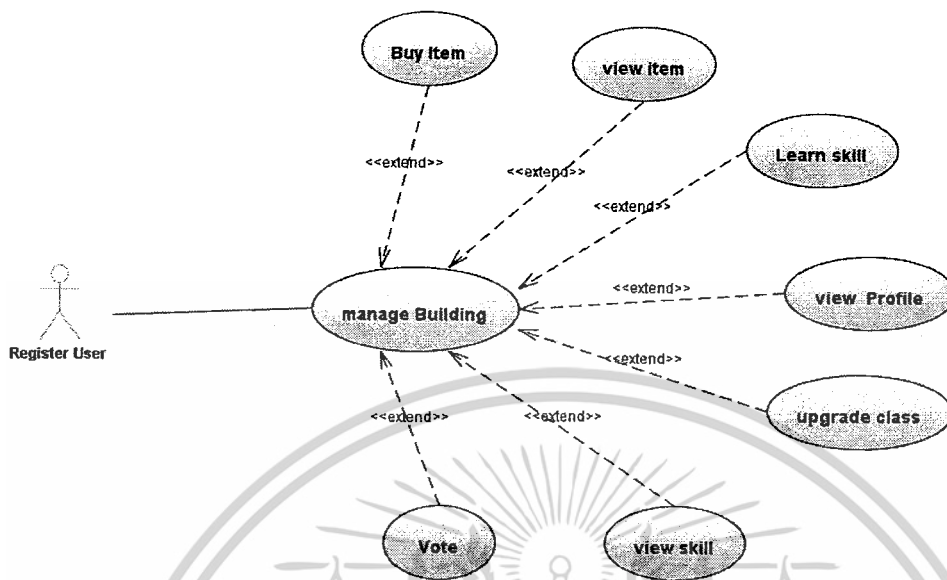 Buy Item
view item
Learn skill
<<extend>>
<<extend>>
<<extend>>
<<extend>>
view Profile
manage Building
Register User
<<extend>>
upgrade class
<<extend>>
<<extend>>
Vote
view skill